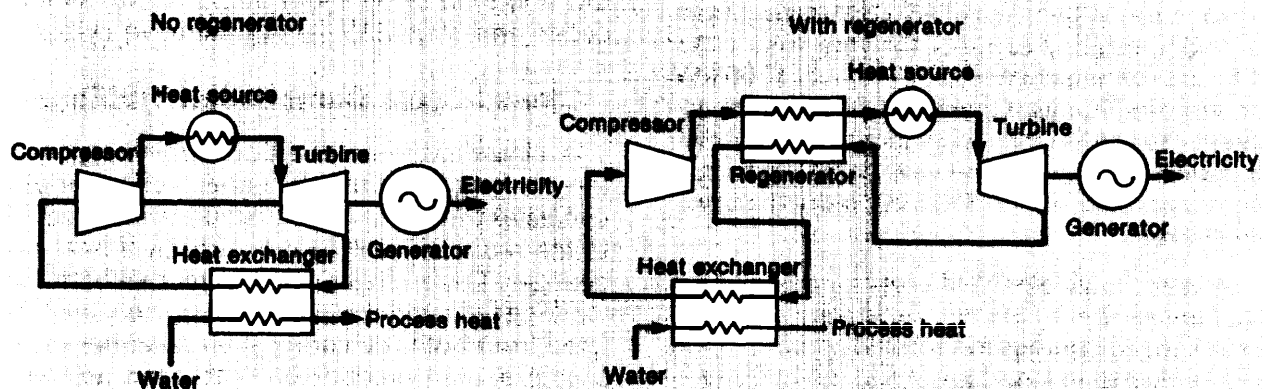 No regenerator
Heat source
Compressor
Turbine
Electricity
Generator
Heat exchanger
Process heat
Water
With regenerator
Heat source
Compressor
Turbine
Regenerator
Electricity
Generator
Heat exchanger
Process heat
Water